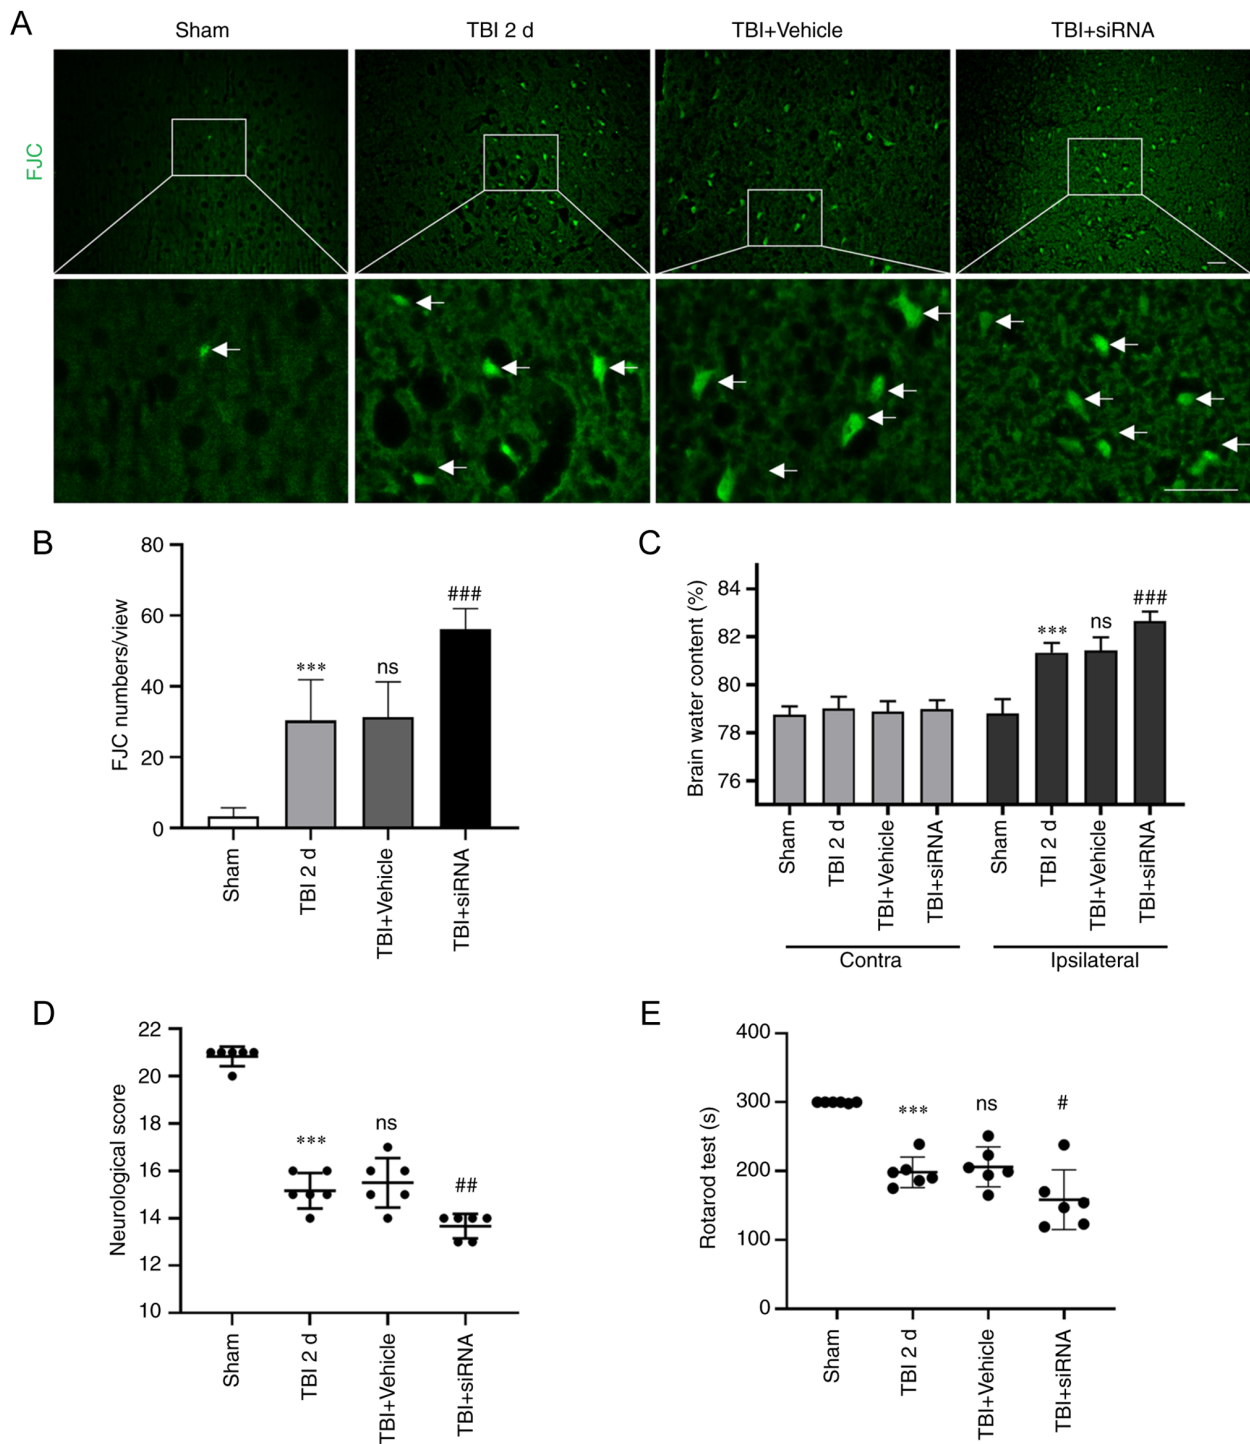 A
Sham
TBI 2 d
TBI+Vehicle
TBI+siRNA
FJC
B
FJC numbers/view
80
60
40
20
0
***
ns
###
Sham
TBI 2 d
TBI+Vehicle
TBI+siRNA
C
Brain water content (%)
84
82
80
78
76
***
ns
###
Sham
TBI 2 d
TBI+Vehicle
TBI+siRNA
Sham
TBI 2 d
TBI+Vehicle
TBI+siRNA
Contra
Ipsilateral
D
Neurological score
22
20
18
16
14
12
10
***
ns
##
Sham
TBI 2 d
TBI+Vehicle
TBI+siRNA
E
Rotarod test (s)
400
300
200
100
0
***
ns
#
Sham
TBI 2 d
TBI+Vehicle
TBI+siRNA